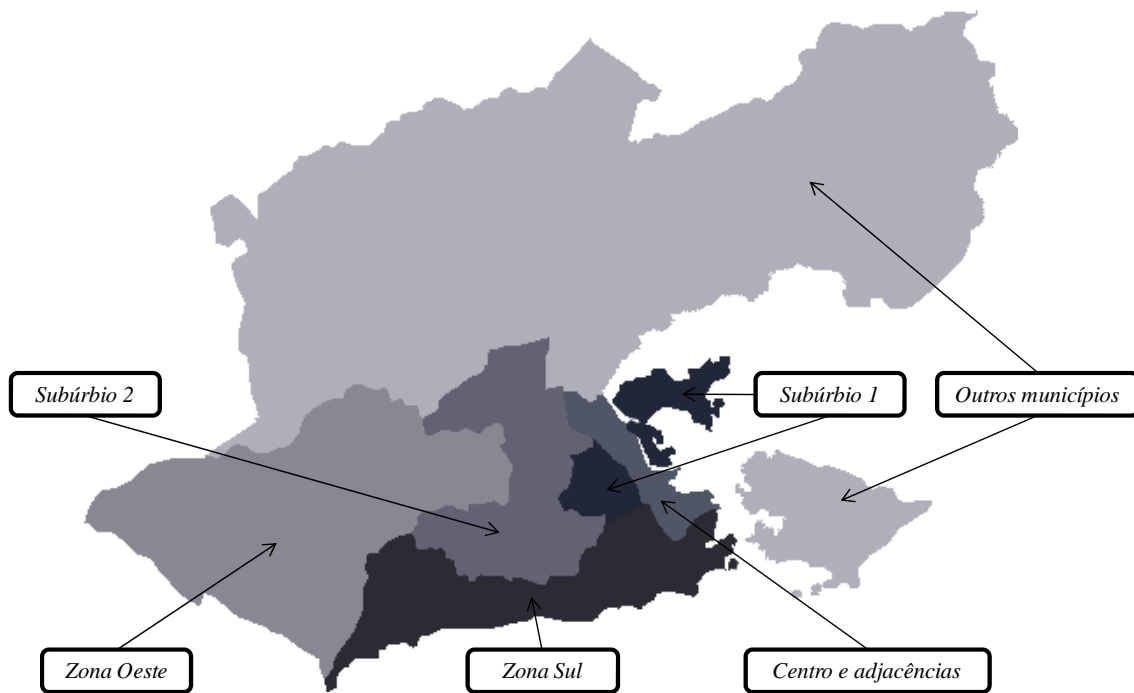 Subúrbio 2
Subúrbio 1
Outros municípios
Zona Oeste
Zona Sul
Centro e adjacências